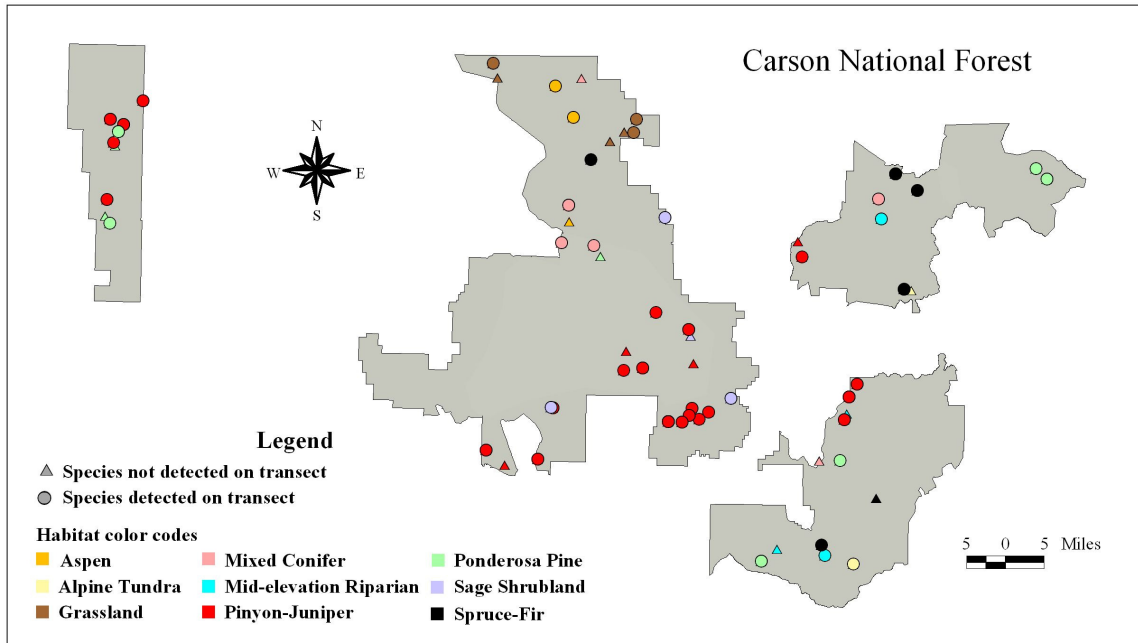 Carson National Forest
N
W E
S
Legend
Species not detected on transect
Species detected on transect
Habitat color codes
Aspen Mixed Conifer Ponderosa Pine
Alpine Tundra Mid-elevation Riparian Sage Shrubland
Grassland Pinyon-Juniper Spruce-Fir
5 0 5 Miles